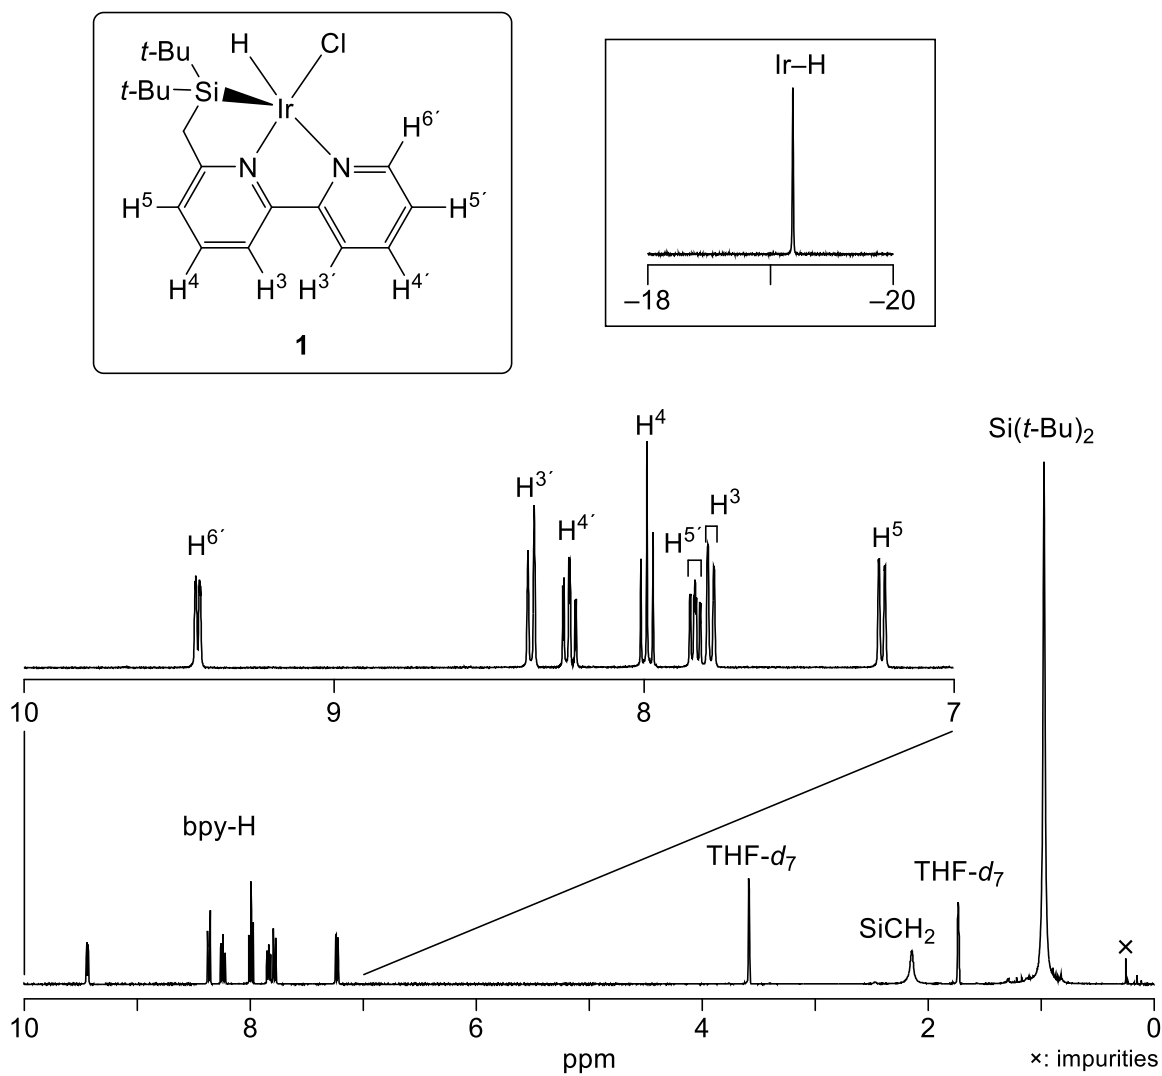 H Cl
t-Bu
t-Bu Si Ir
H6´
N N
H5 H5´
H4 H3 H3´ H4´
1
Ir–H
–18 –20
H4
Si(t-Bu)2
H3´
H3
H4´
H6´ H5´ H5
10 9 8 7
bpy-H
THF-d7
THF-d7
SiCH2
×
10 8 6 4 2 0
ppm
×: impurities